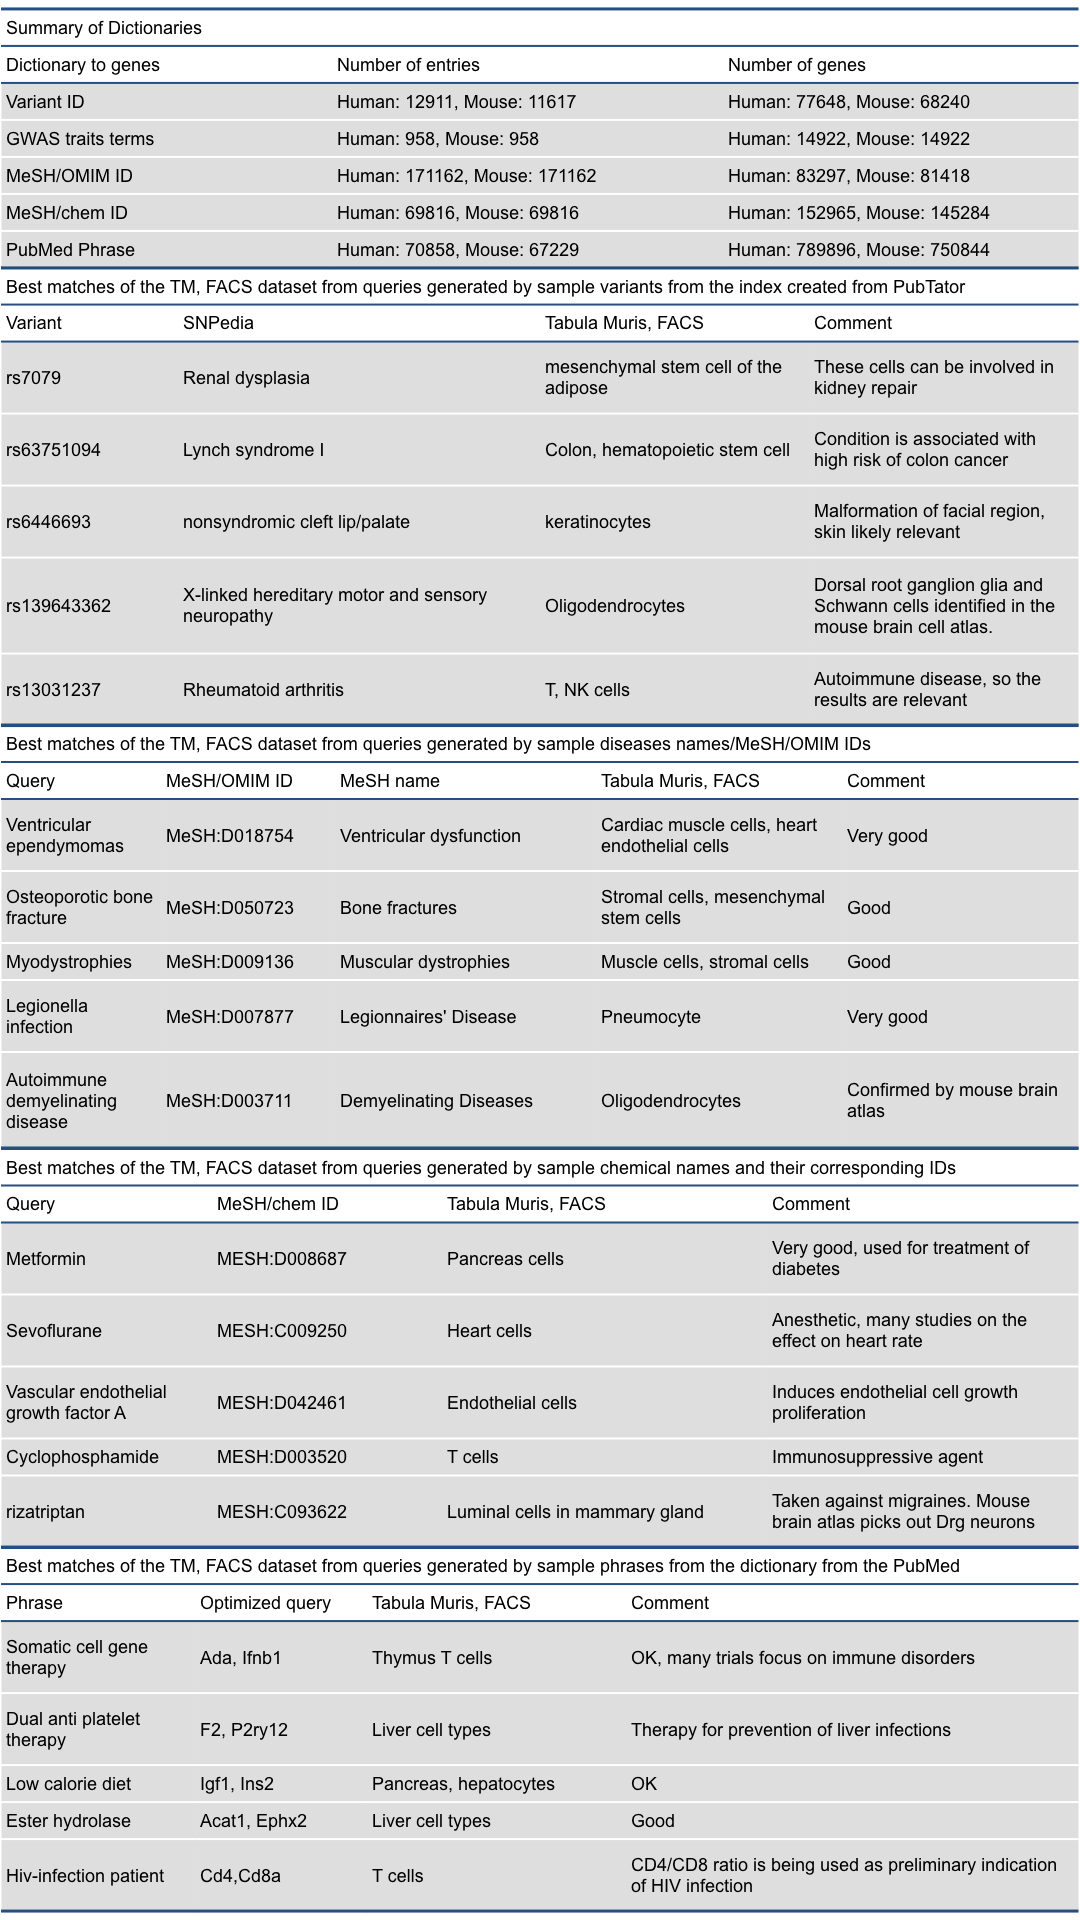 Summary of Dictionaries
Dictionary to genes Number of entries Number of genes
Variant ID Human: 12911, Mouse: 11617 Human: 77648, Mouse: 68240
GWAS traits terms Human: 958, Mouse: 958 Human: 14922, Mouse: 14922
MeSH/OMIM ID Human: 171162, Mouse: 171162 Human: 83297, Mouse: 81418
MeSH/chem ID Human: 69816, Mouse: 69816 Human: 152965, Mouse: 145284
PubMed Phrase Human: 70858, Mouse: 67229 Human: 789896, Mouse: 750844
Best matches of the TM, FACS dataset from queries generated by sample variants from the index created from PubTator
Variant SNPedia Tabula Muris, FACS Comment
rs7079 Renal dysplasia mesenchymal stem cell of the
adipose These cells can be involved in
kidney repair
rs63751094 Lynch syndrome I Colon, hematopoietic stem cell Condition is associated with
high risk of colon cancer
rs6446693 nonsyndromic cleft lip/palate keratinocytes Malformation of facial region,
skin likely relevant
rs139643362 X-linked hereditary motor and sensory
neuropathy Oligodendrocytes Dorsal root ganglion glia and
Schwann cells identified in the
mouse brain cell atlas.
rs13031237 Rheumatoid arthritis T, NK cells Autoimmune disease, so the
results are relevant
Best matches of the TM, FACS dataset from queries generated by sample diseases names/MeSH/OMIM IDs
Query MeSH/OMIM ID MeSH name Tabula Muris, FACS Comment
Ventricular
ependymomas MeSH:D018754 Ventricular dysfunction Cardiac muscle cells, heart
endothelial cells Very good
Osteoporotic bone
fracture MeSH:D050723 Bone fractures Stromal cells, mesenchymal
stem cells Good
Myodystrophies MeSH:D009136 Muscular dystrophies Muscle cells, stromal cells Good
Legionella
infection MeSH:D007877 Legionnaires' Disease Pneumocyte Very good
Autoimmune
demyelinating
disease MeSH:D003711 Demyelinating Diseases Oligodendrocytes Confirmed by mouse brain
atlas
Best matches of the TM, FACS dataset from queries generated by sample chemical names and their corresponding IDs
Query MeSH/chem ID Tabula Muris, FACS Comment
Metformin MESH:D008687 Pancreas cells Very good, used for treatment of
diabetes
Sevoflurane MESH:C009250 Heart cells Anesthetic, many studies on the
effect on heart rate
Vascular endothelial
growth factor A MESH:D042461 Endothelial cells Induces endothelial cell growth
proliferation
Cyclophosphamide MESH:D003520 T cells Immunosuppressive agent
rizatriptan MESH:C093622 Luminal cells in mammary gland Taken against migraines. Mouse
brain atlas picks out Drg neurons
Best matches of the TM, FACS dataset from queries generated by sample phrases from the dictionary from the PubMed
Phrase Optimized query Tabula Muris, FACS Comment
Somatic cell gene
therapy Ada, Ifnb1 Thymus T cells OK, many trials focus on immune disorders
Dual anti platelet
therapy F2, P2ry12 Liver cell types Therapy for prevention of liver infections
Low calorie diet Igf1, Ins2 Pancreas, hepatocytes OK
Ester hydrolase Acat1, Ephx2 Liver cell types Good
Hiv-infection patient Cd4,Cd8a T cells CD4/CD8 ratio is being used as preliminary indication
of HIV infection